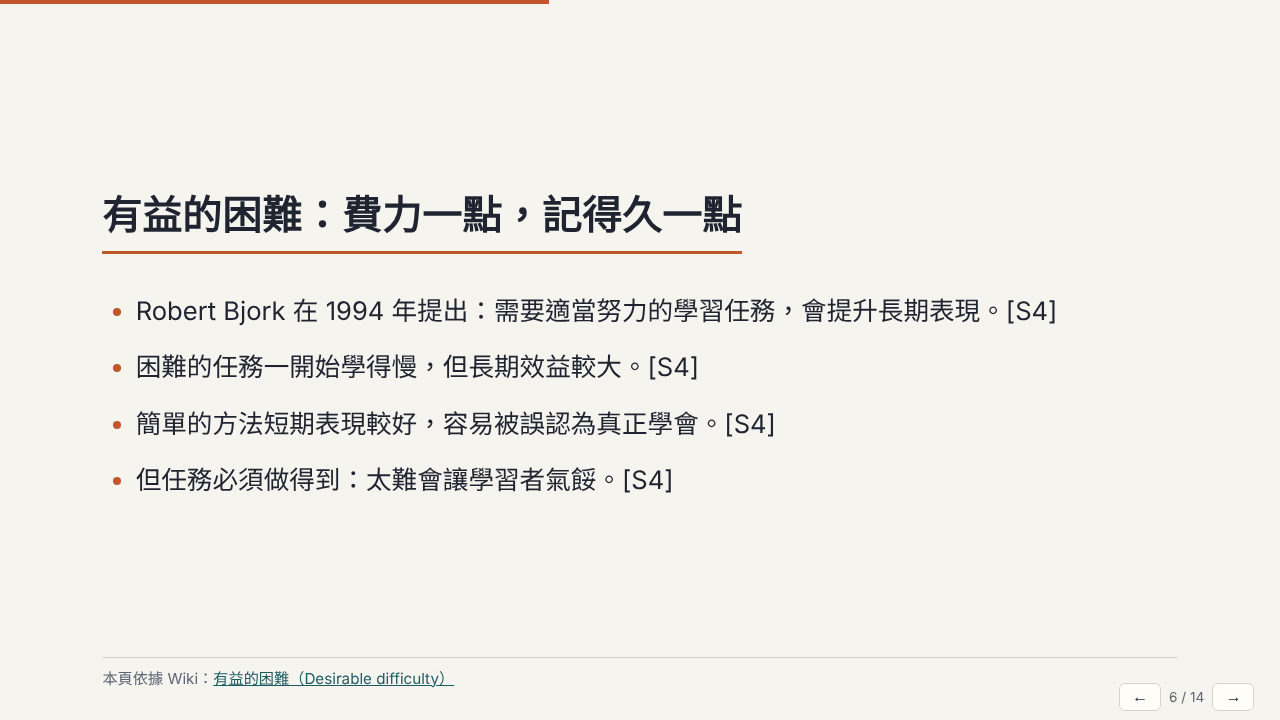 有益的困難：費力一點，記得久一點
Robert Bjork 在 1994 年提出：需要適當努力的學習任務，會提升長期表現。[S4]
困難的任務一開始學得慢，但長期效益較大。[S4]
簡單的方法短期表現較好，容易被誤認為真正學會。[S4]
但任務必須做得到：太難會讓學習者氣餒。[S4]
本頁依據 Wiki：有益的困難（Desirable difficulty）
← 6 / 14 →